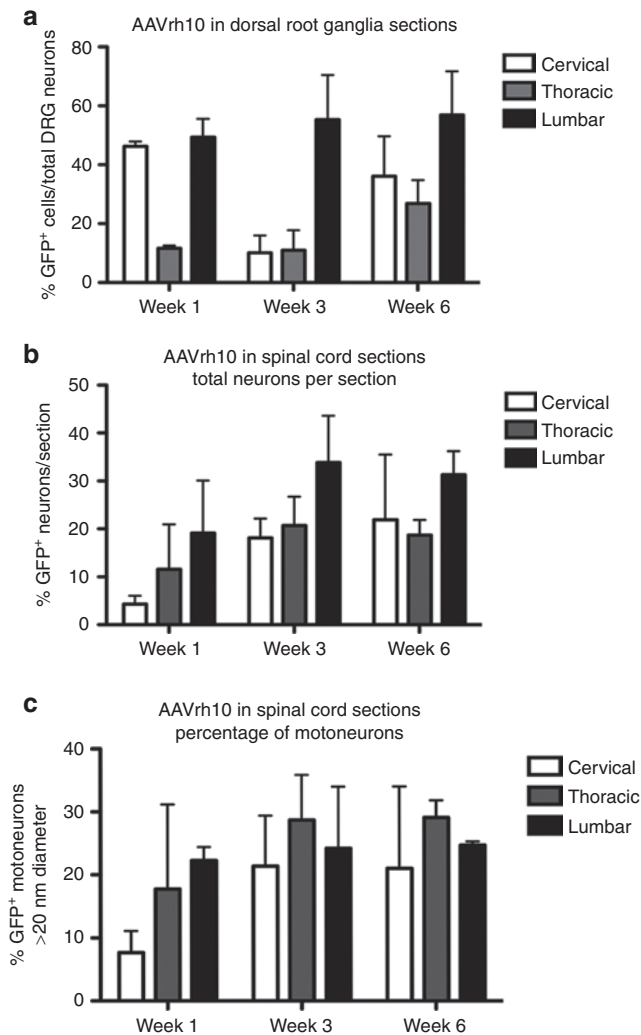 a
AAVrh10 in dorsal root ganglia sections
% GFP+ cells/total DRG neurons
80
60
40
20
0
Week 1
Week 3
Week 6
Cervical
Thoracic
Lumbar
b
AAVrh10 in spinal cord sections
total neurons per section
% GFP+ neurons/section
50
40
30
20
10
0
Week 1
Week 3
Week 6
Cervical
Thoracic
Lumbar
c
AAVrh10 in spinal cord sections
percentage of motoneurons
% GFP+ motoneurons
>20 nm diameter
40
30
20
10
0
Week 1
Week 3
Week 6
Cervical
Thoracic
Lumbar